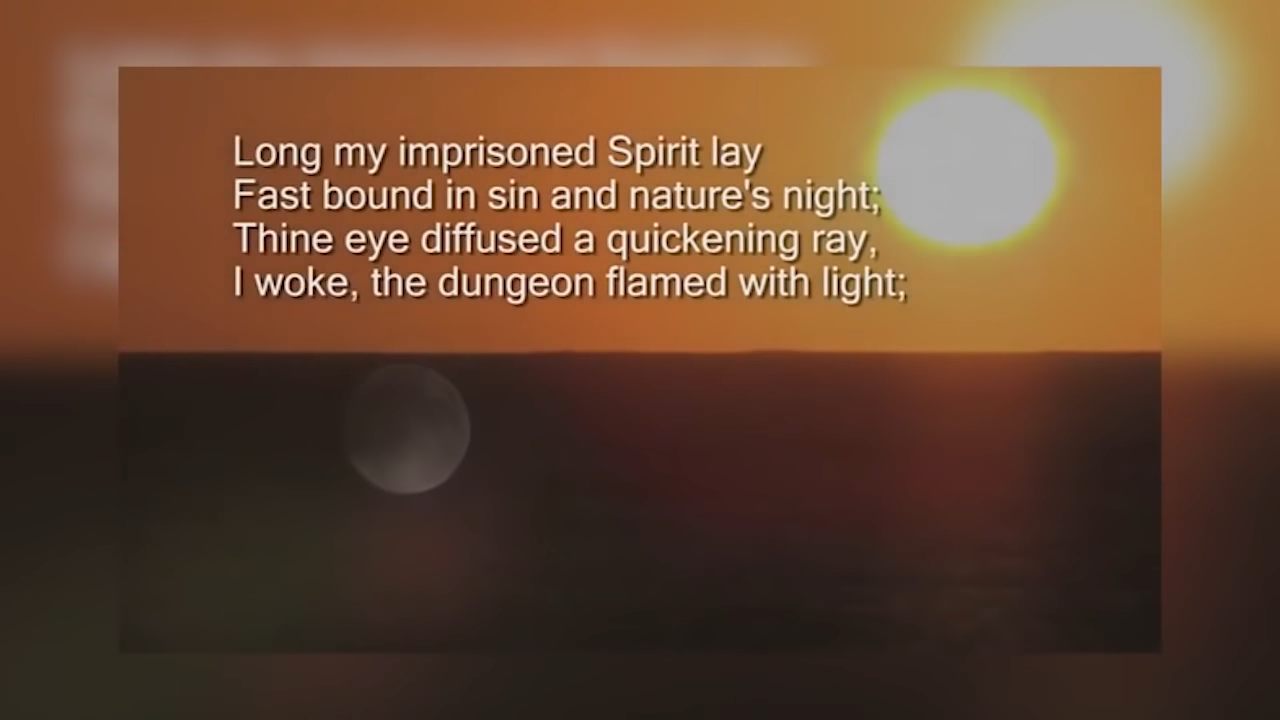 Long my imprisoned Spirit lay
Fast bound in sin and nature's night;
Thine eye diffused a quickening ray,
I woke, the dungeon flamed with light;